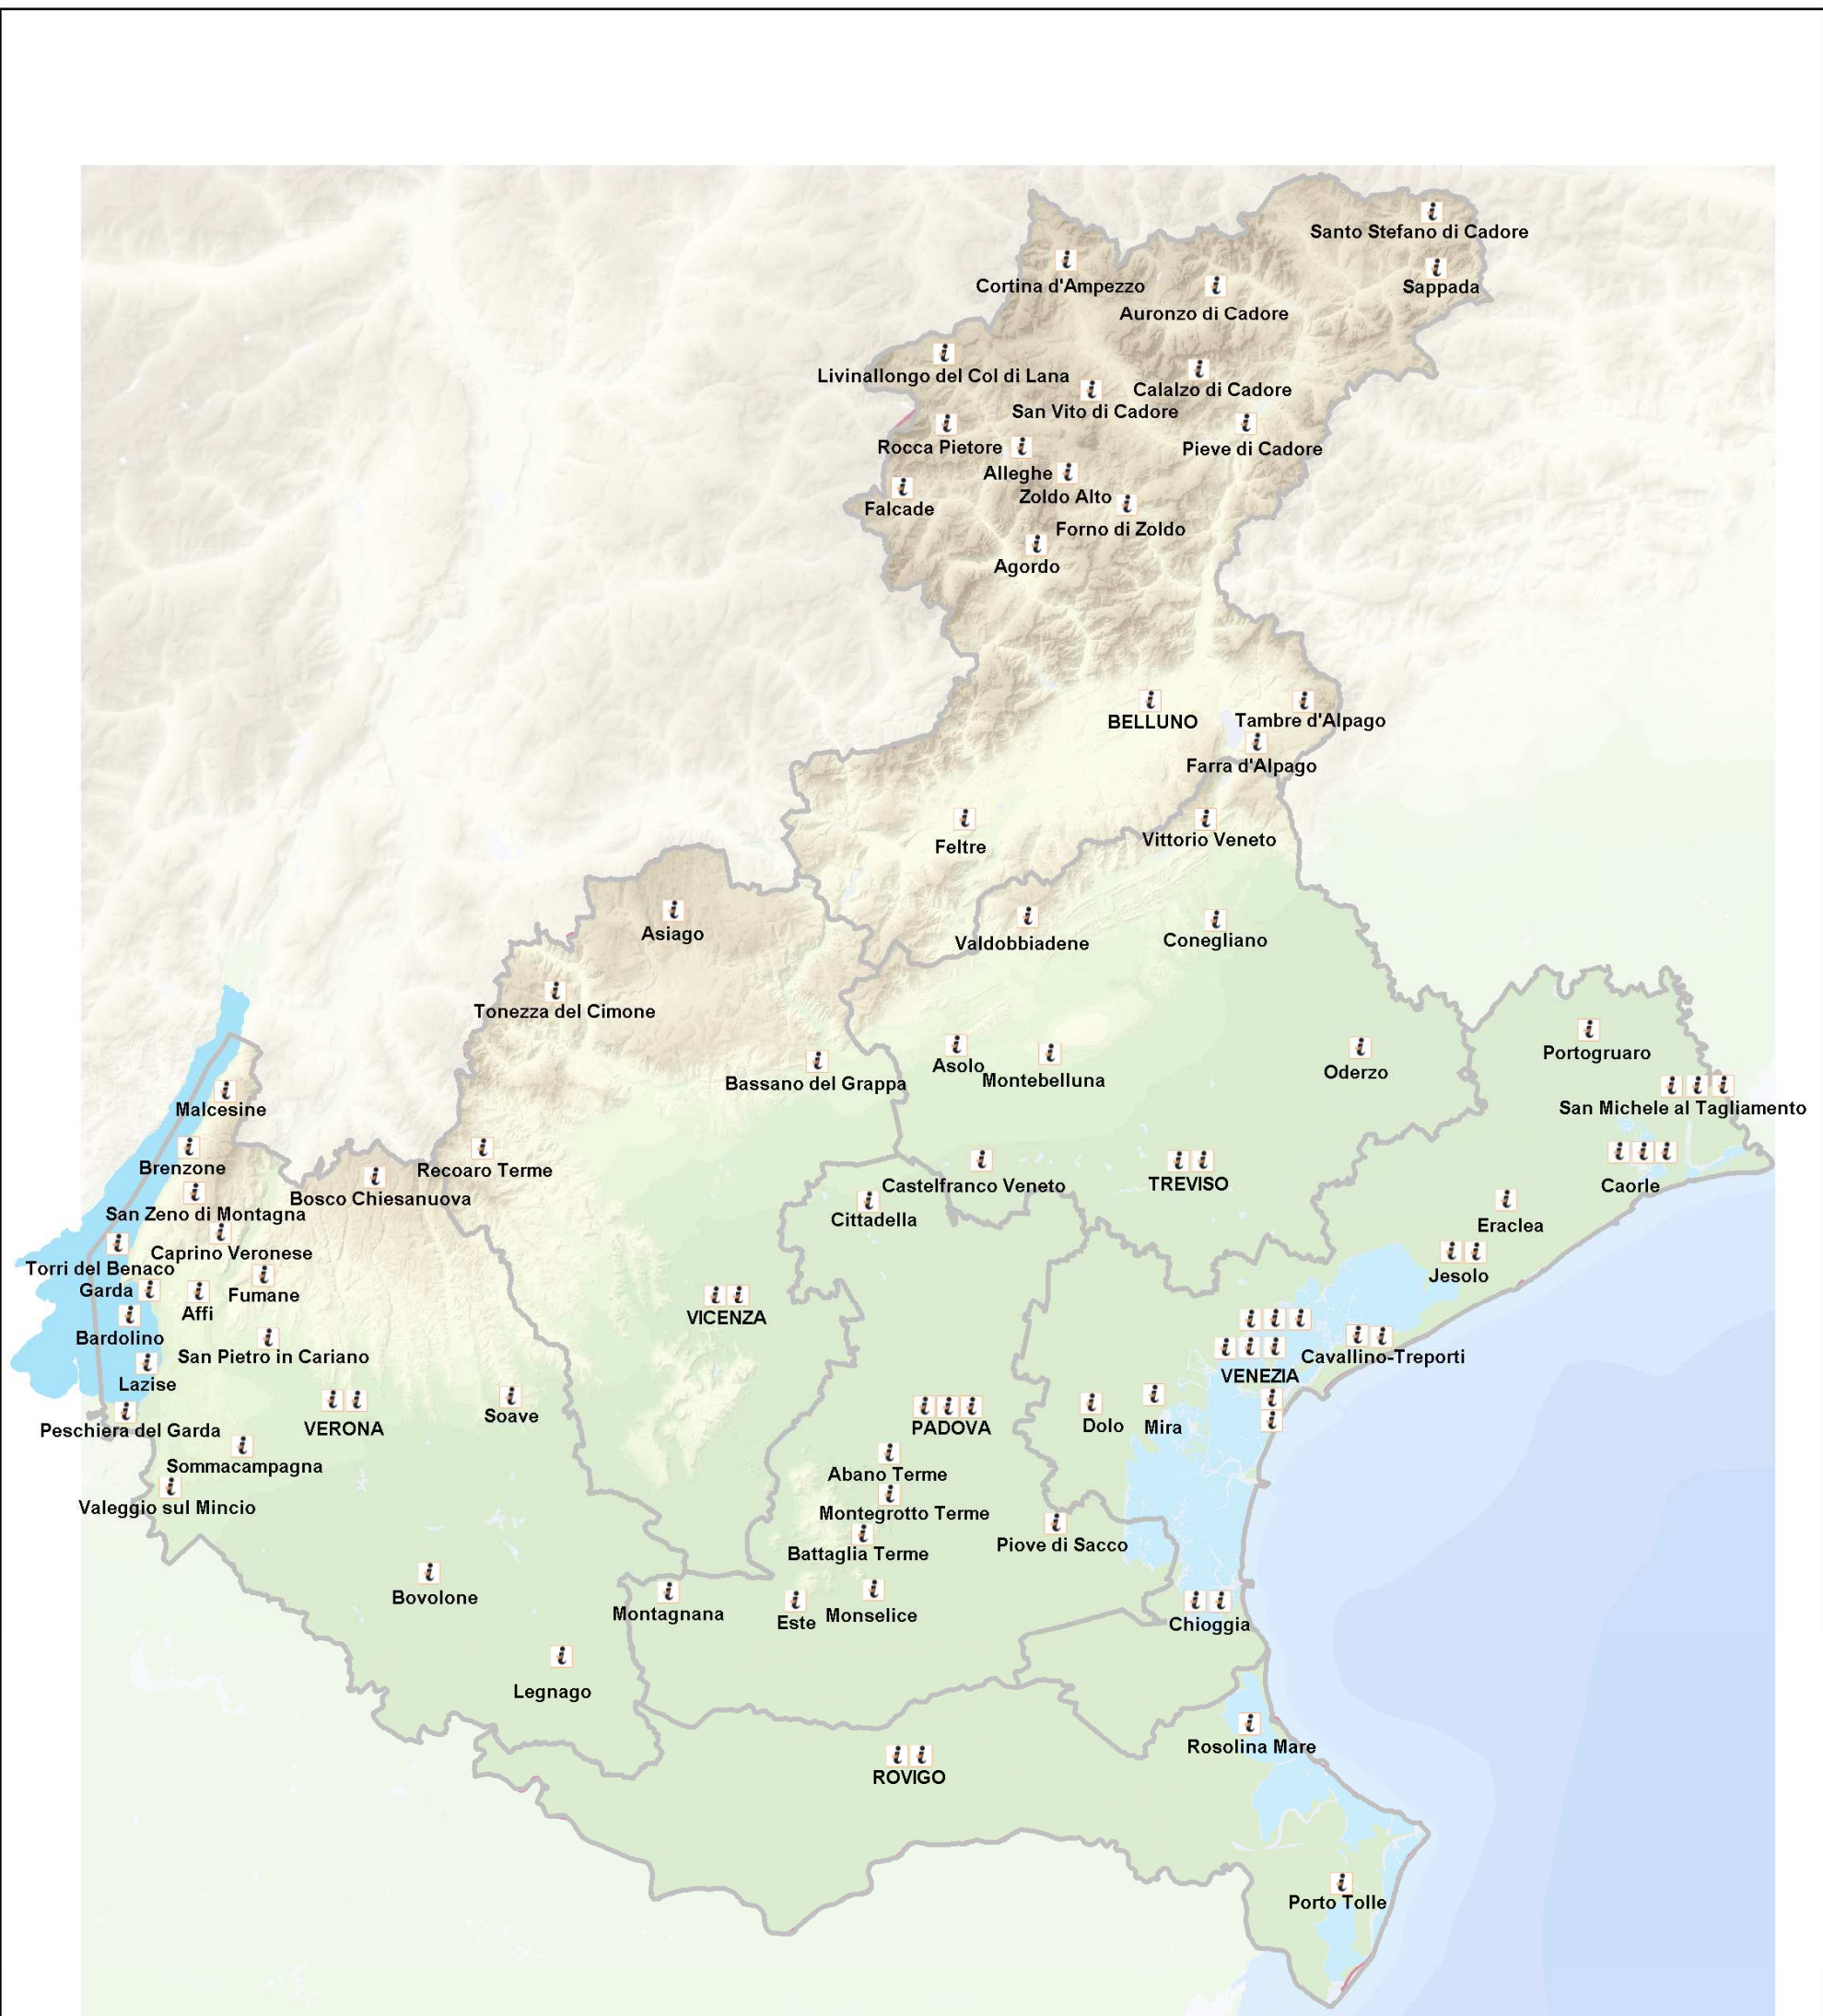 Santo Stefano di Cadore
Cortina d'Ampezzo
Sappada
Auronzo di Cadore
Livinallongo del Col di Lana
Calalzo di Cadore
San Vito di Cadore
Rocca Pietore
Pieve di Cadore
Alleghe
Zoldo Alto
Falcade
Forno di Zoldo
Agordo
BELLUNO
Tambre d'Alpago
Farra d'Alpago
Feltre
Vittorio Veneto
Asiago
Valdobbiadene
Conegliano
Tonezza del Cimone
Portogruaro
Asolo
Oderzo
Montebelluna
Bassano del Grappa
Malcesine
San Michele al Tagliamento
Brenzone
Recoaro Terme
Bosco Chiesanuova
Castelfranco Veneto
TREVISO
Caorle
San Zeno di Montagna
Cittadella
Eraclea
Caprino Veronese
Torri del Benaco
Jesolo
Garda
Fumane
Affi
VICENZA
Bardolino
San Pietro in Cariano
Cavallino-Treporti
VENEZIA
Lazise
Soave
Dolo
Mira
PADOVA
VERONA
Peschiera del Garda
Sommacampagna
Abano Terme
Valeggio sul Mincio
Montegrotto Terme
Piove di Sacco
Battaglia Terme
Bovolone
Montagnana
Monselice
Este
Chioggia
Legnago
Rosolina Mare
ROVIGO
Porto Tolle